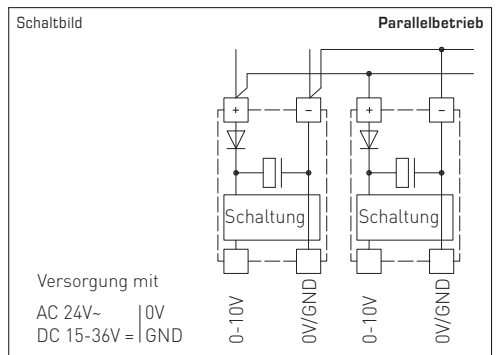 Schaltbild
Parallelbetrieb
+
–
+
–
Schaltung
Schaltung
Versorgung mit
AC 24V~ | 0V
DC 15-36V = | GND
0-10V
0V/GND
0-10V
0V/GND